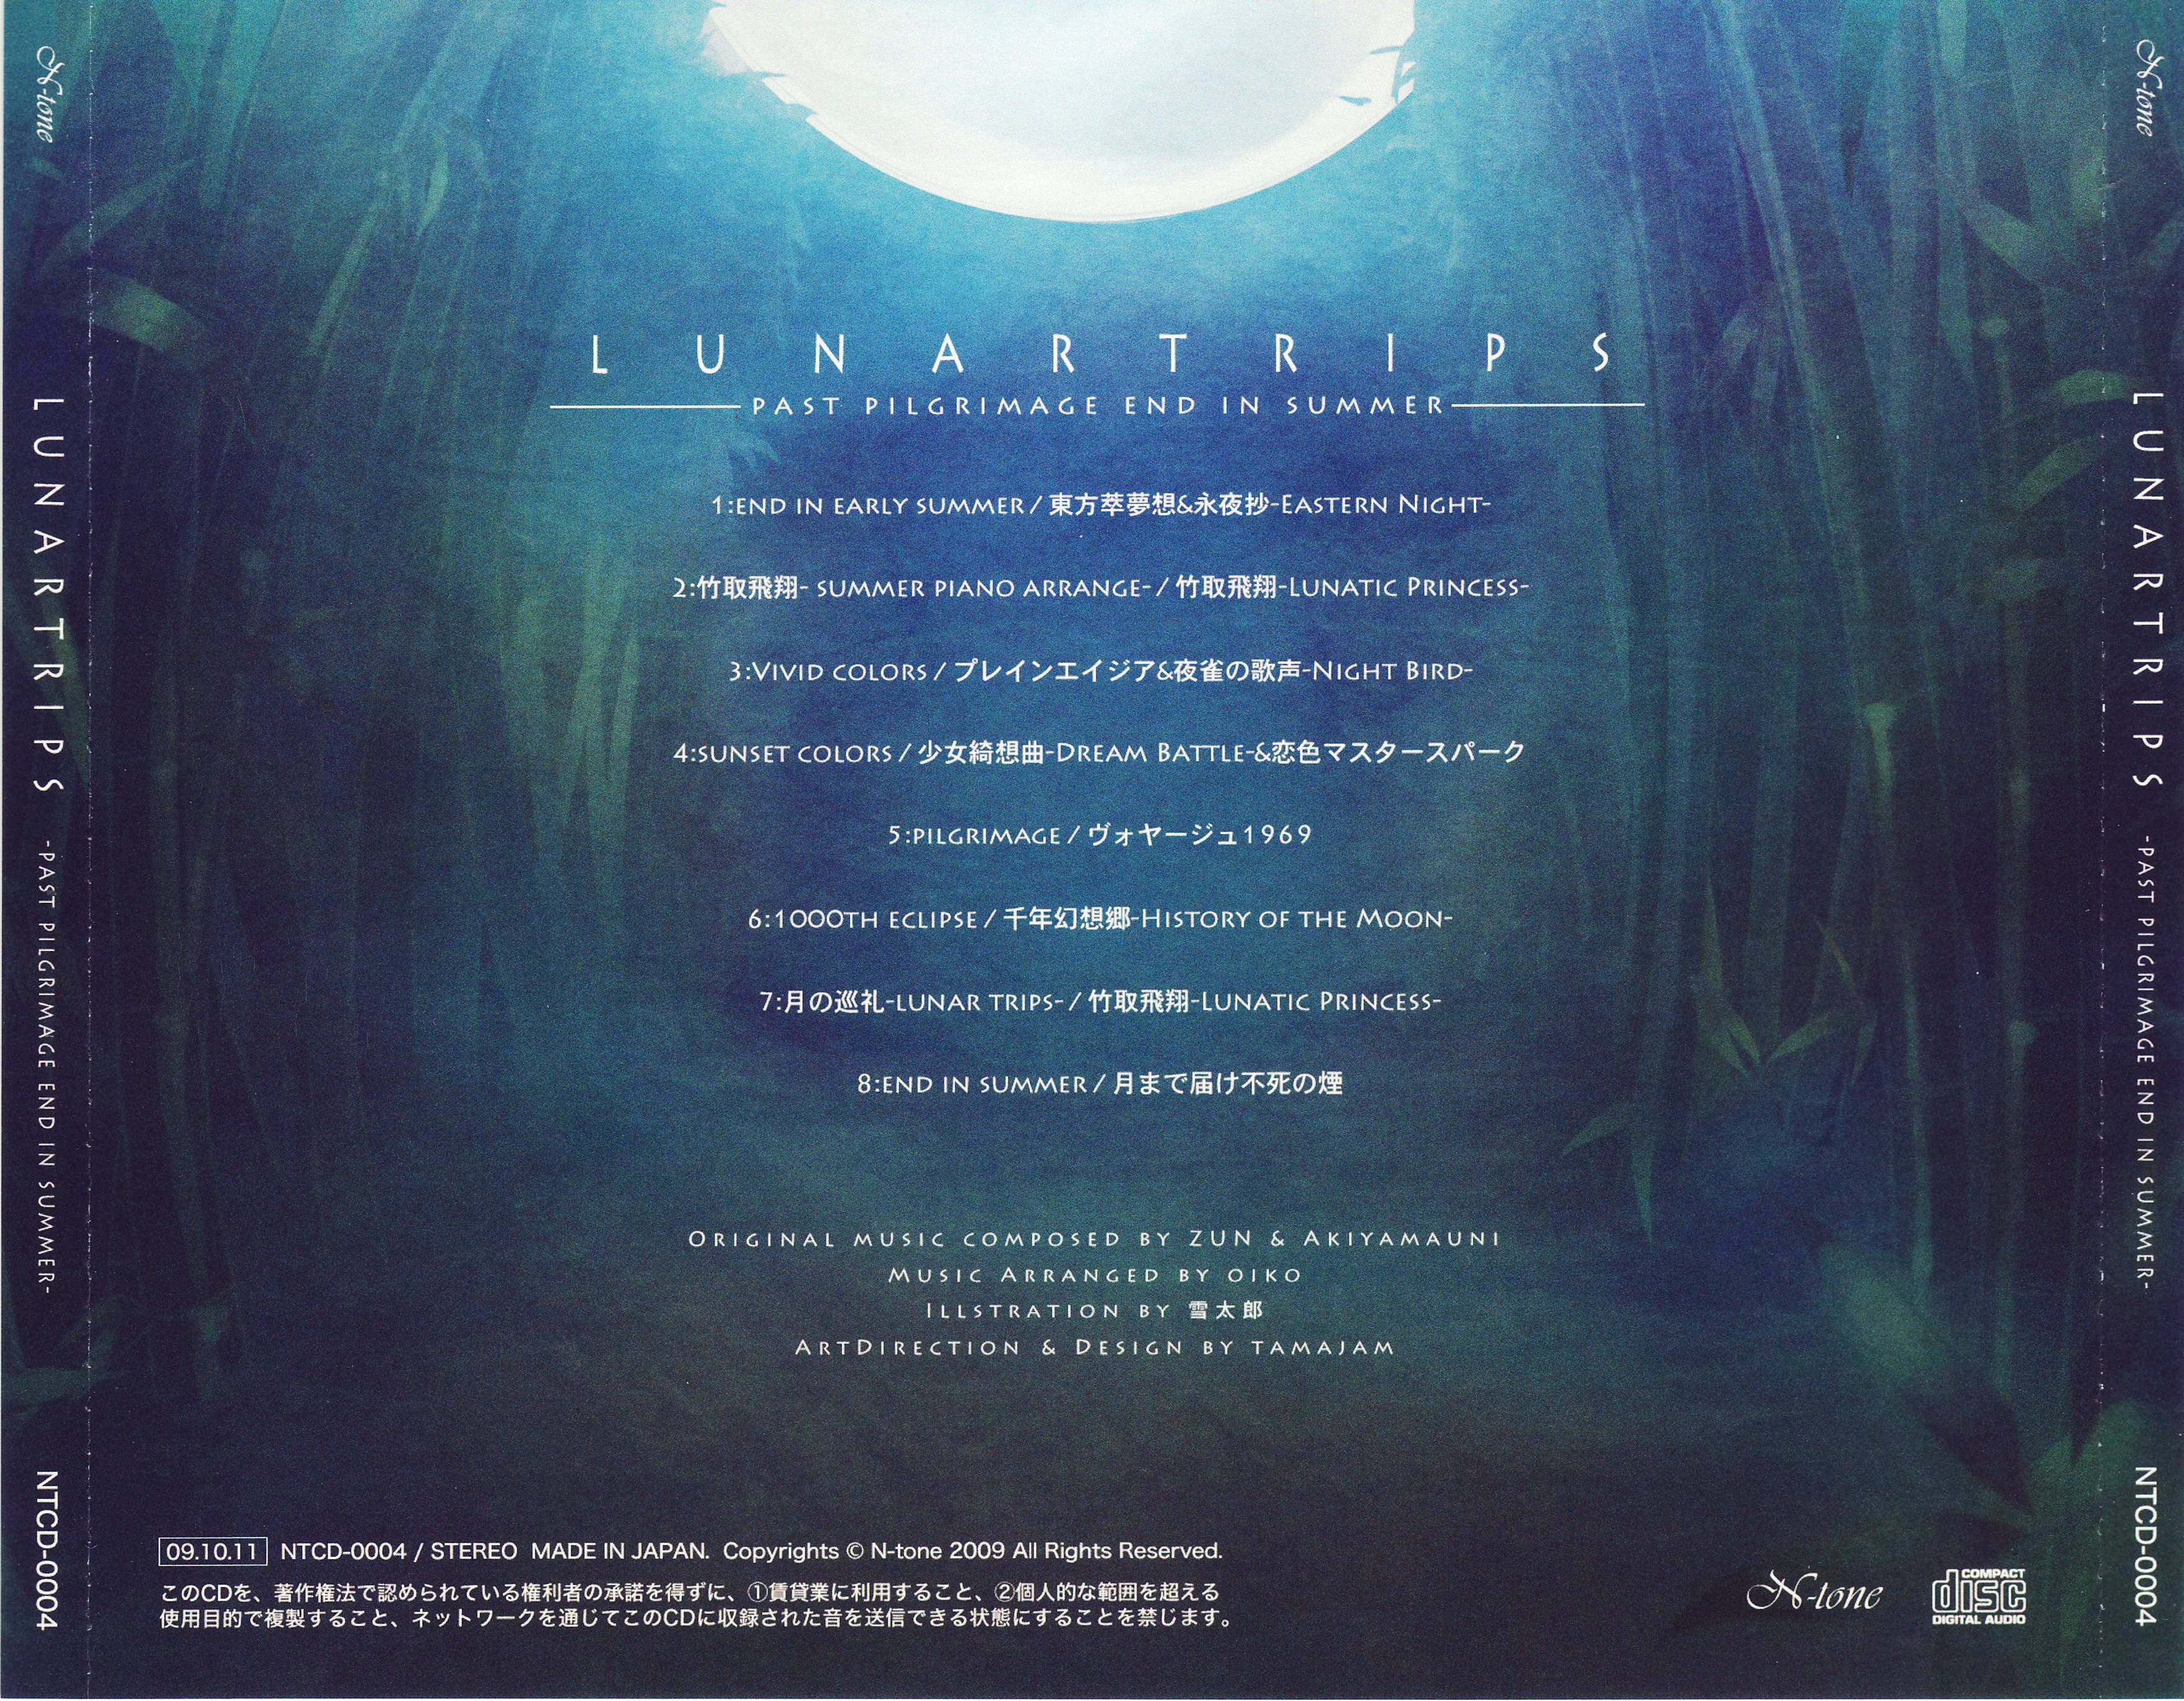 N-tone
LUNARTRIPS -PAST PILGRIMAGE END IN SUMMER-
NTCD-0004
LUNARTRIPS
PAST PILGRIMAGE END IN SUMMER
1:END IN EARLY SUMMER / 東方萃夢想&永夜抄-EASTERN NIGHT-
2:竹取飛翔- SUMMER PIANO ARRANGE- / 竹取飛翔-LUNATIC PRINCESS-
3:VIVID COLORS / プレインエイジア&夜雀の歌声-NIGHT BIRD-
4:SUNSET COLORS / 少女綺想曲-DREAM BATTLE-&恋色マスタースパーク
5:PILGRIMAGE / ヴォヤージュ1969
6:1000TH ECLIPSE / 千年幻想郷-HISTORY OF THE MOON-
7:月の巡礼-LUNAR TRIPS- / 竹取飛翔-LUNATIC PRINCESS-
8:END IN SUMMER / 月まで届け不死の煙
ORIGINAL MUSIC COMPOSED BY ZUN & AKIYAMAUNI
MUSIC ARRANGED BY OIKO
ILLSTRATION BY 雪太郎
ARTDIRECTION & DESIGN BY TAMAJAM
09.10.11 NTCD-0004 / STEREO MADE IN JAPAN. Copyrights © N-tone 2009 All Rights Reserved.
このCDを、著作権法で認められている権利者の承諾を得ずに、①賃貸業に利用すること、②個人的な範囲を超える
使用目的で複製すること、ネットワークを通じてこのCDに収録された音を送信できる状態にすることを禁じます。
N-tone
COMPACT
disc
DIGITAL AUDIO
N-tone
LUNARTRIPS -PAST PILGRIMAGE END IN SUMMER-
NTCD-0004